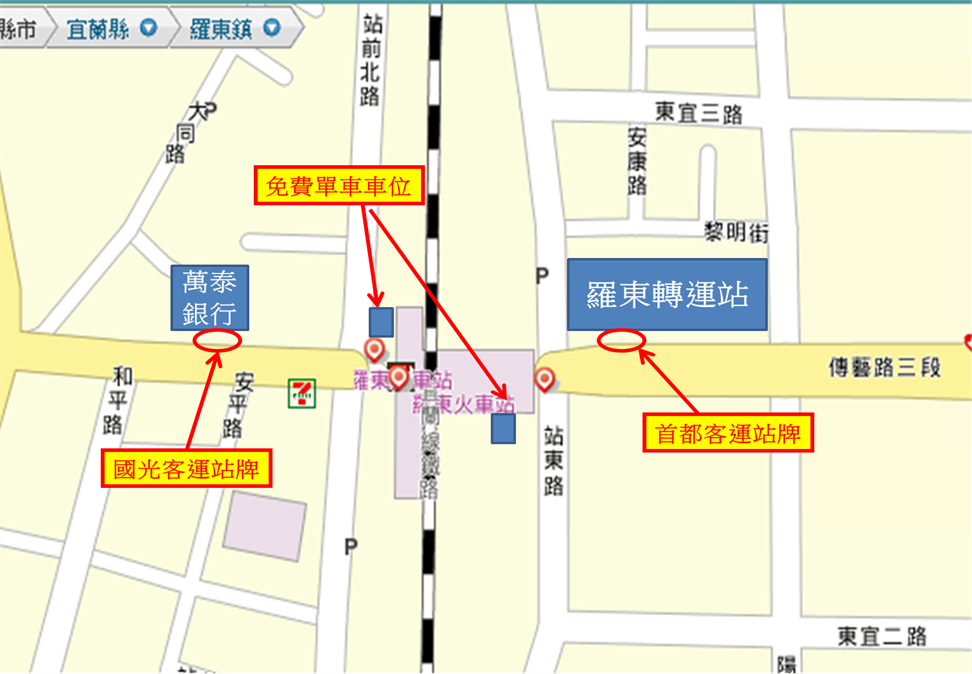 縣市
宜蘭縣
羅東鎮
站前北路
大同路
P
東宜三路
安康路
免費單車車位
黎明街
萬泰
銀行
P
羅東轉運站
傳藝路三段
和平路
安平路
7
羅東
車站
羅東火車站
宜蘭線鐵路
國光客運站牌
首都客運站牌
站東路
P
東宜二路
陽